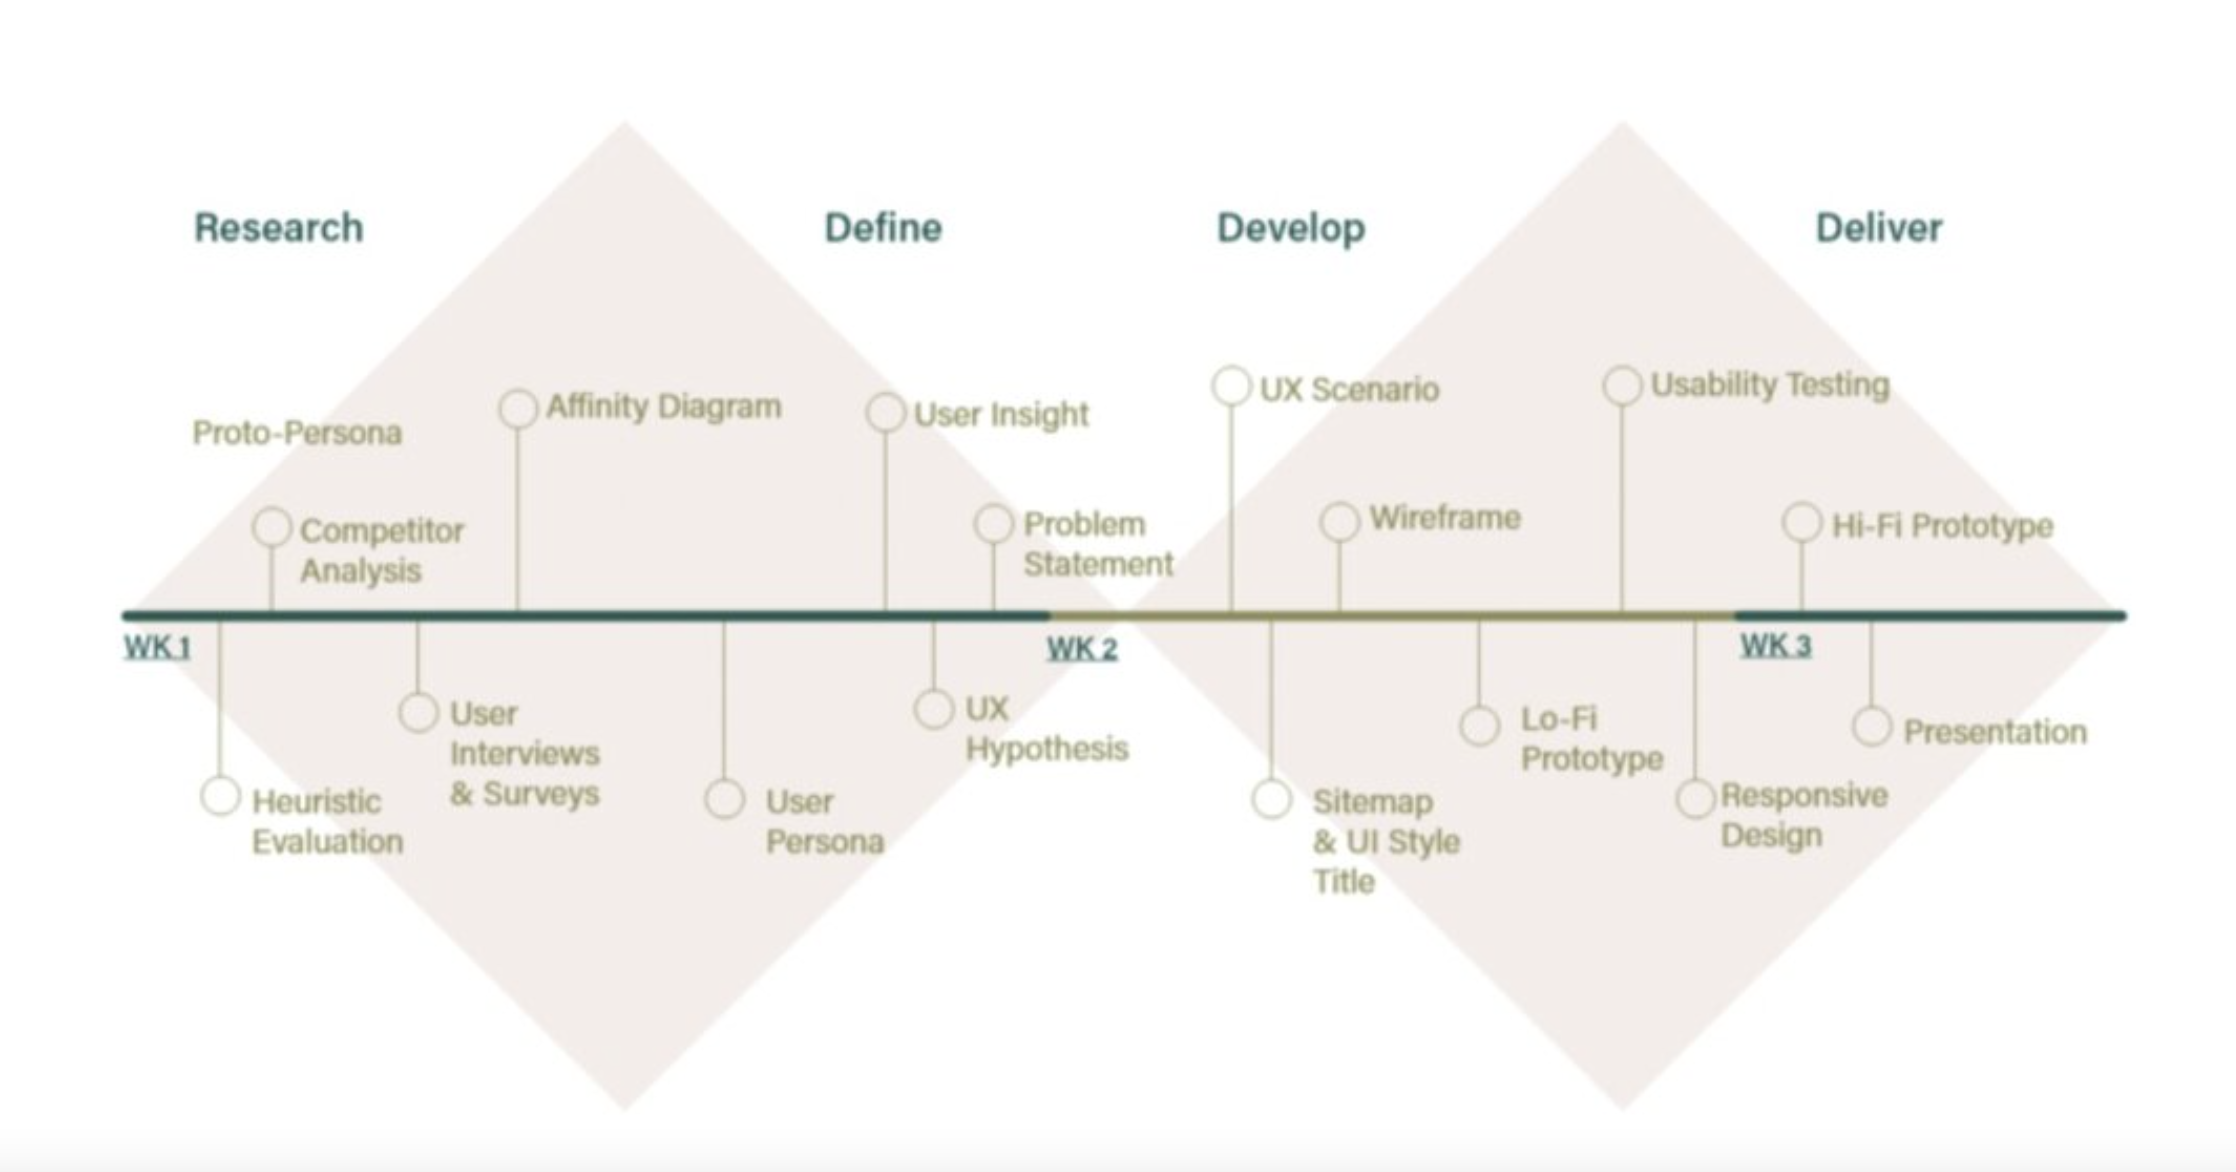 Research
Define
Develop
Deliver
Proto-Persona
Affinity Diagram
User Insight
UX Scenario
Usability Testing
Competitor
Analysis
Problem
Statement
Wireframe
Hi-Fi Prototype
WK 1
WK 2
WK 3
User
Interviews
& Surveys
UX
Hypothesis
Lo-Fi
Prototype
Presentation
Heuristic
Evaluation
User
Persona
Sitemap
& UI Style
Title
Responsive
Design